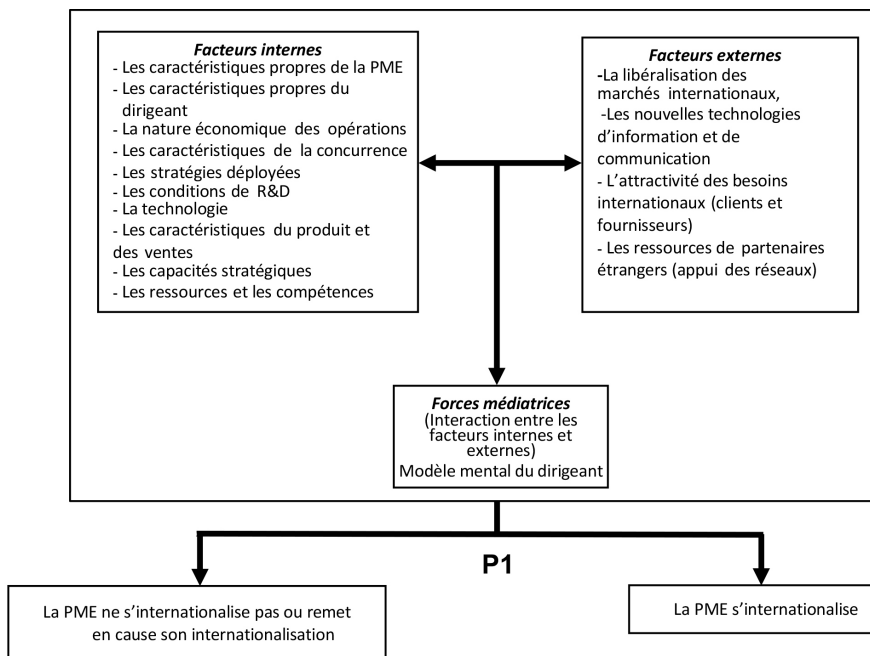 Facteurs internes
- Les caractéristiques propres de la PME
- Les caractéristiques propres du
dirigeant
- La nature économique des opérations
- Les caractéristiques de la concurrence
- Les stratégies déployées
- Les conditions de R&D
- La technologie
- Les caractéristiques du produit et
des ventes
- Les capacités stratégiques
- Les ressources et les compétences
Facteurs externes
-La libéralisation des
marchés internationaux,
-Les nouvelles technologies
d’information et de
communication
- L’attractivité des besoins
internationaux (clients et
fournisseurs)
- Les ressources de partenaires
étrangers (appui des réseaux)
Forces médiatrices
(Interaction entre les
facteurs internes et
externes)
Modèle mental du dirigeant
P1
La PME ne s’internationalise pas ou remet
en cause son internationalisation
La PME s’internationalise